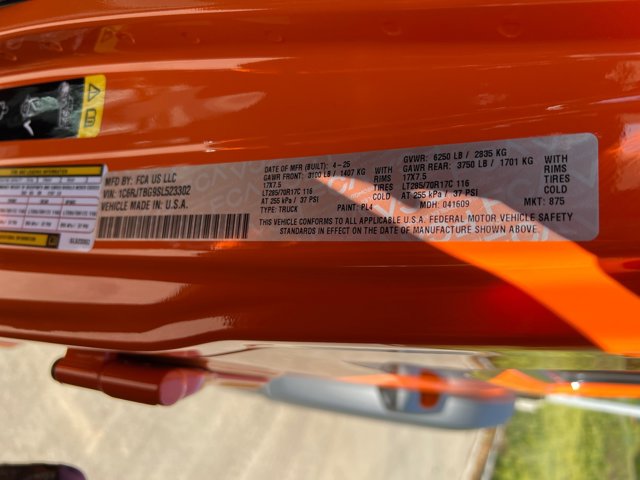 MFD BY: FCA US LLC
VIN: 1C6RJTBG9SL523302
VEHICLE MADE IN U.S.A.
DATE OF MFR (BUILT): 4-25
GAWR FRONT: 3100 LB / 1407 KG WITH
17X7.5 RIMS
LT285/70R17C 116 TIRES
AT 255 kPa / 37 PSI COLD
TYPE: TRUCX PAINT: PL4
GVWR: 6250 LB / 2835 KG
GAWR REAR: 3750 LB / 1701 KG WITH
17X7.5 RIMS
LT285/70R17C 116 TIRES
AT 255 kPa / 37 PSI COLD
MDH: 041609 MKT: 875
THIS VEHICLE CONFORMS TO ALL APPLICABLE U.S.A. FEDERAL MOTOR VEHICLE SAFETY
STANDARDS IN EFFECT ON THE DATE OF MANUFACTURE SHOWN ABOVE.